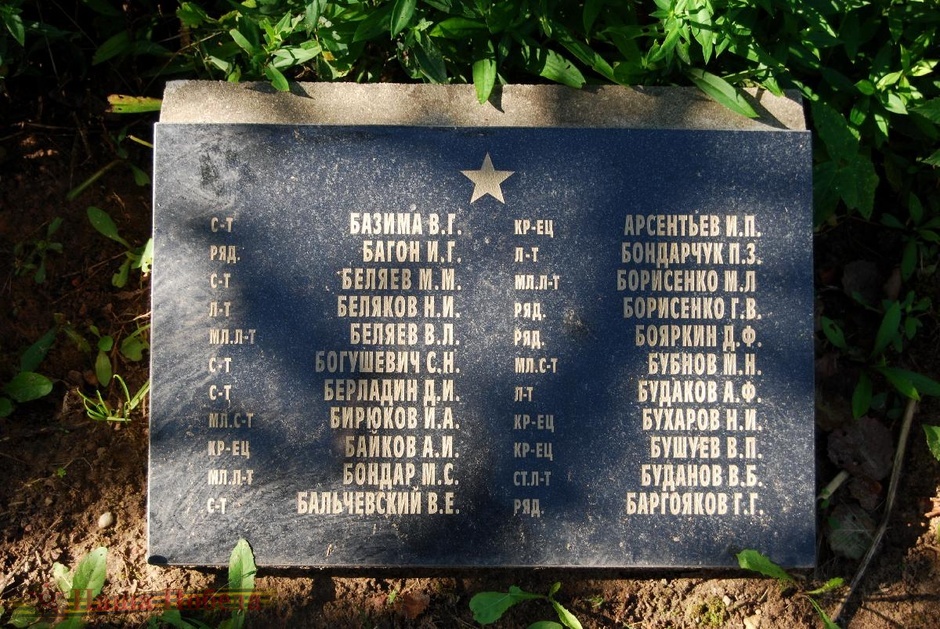 С-Т БАЗИМА В.Г.
РЯД. БАГОН И.Г.
С-Т БЕЛЯЕВ М.И.
Л-Т БЕЛЯКОВ Н.И.
МЛ.Л-Т БЕЛЯЕВ В.Л.
С-Т БОГУШЕВИЧ С.Н.
С-Т БЕРЛАДИН Д.И.
МЛ.С-Т БИРЮКОВ И.А.
КР-ЕЦ БАЙКОВ А.И.
МЛ.Л-Т БОНДАР М.С.
С-Т БАЛЬЧЕВСКИЙ В.Е.
КР-ЕЦ АРСЕНТЬЕВ И.П.
Л-Т БОНДАРЧУК П.З.
МЛ.Л-Т БОРИСЕНКО М.Л
РЯД. БОРИСЕНКО Г.В.
РЯД. БОЯРКИН Д.Ф.
МЛ.С-Т БУБНОВ М.Н.
Л-Т БУДАКОВ А.Ф.
КР-ЕЦ БУХАРОВ Н.И.
КР-ЕЦ БУШУЕВ В.П.
СТ.Л-Т БУДАНОВ В.Б.
РЯД. БАРГОЯКОВ Г.Г.